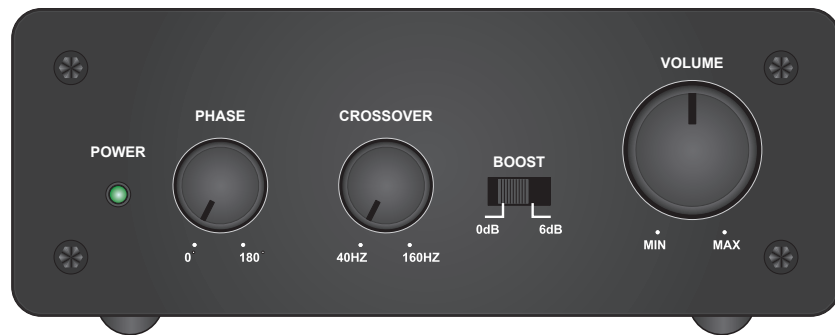 VOLUME
PHASE
CROSSOVER
POWER
BOOST
0dB
6dB
MIN
MAX
0°
180°
40HZ
160HZ